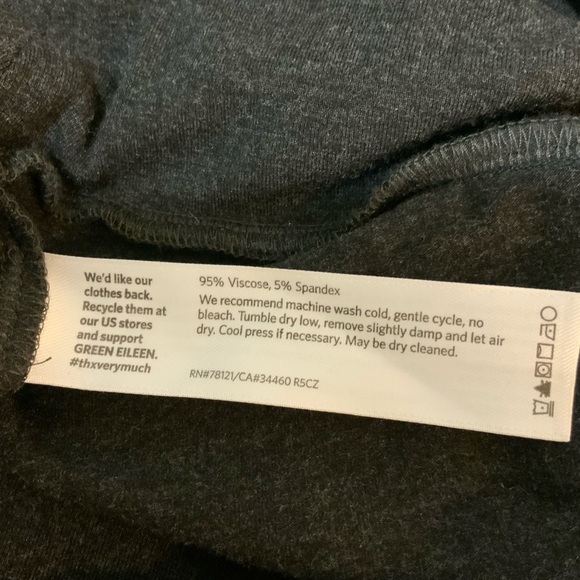 We'd like our
clothes back.
Recycle them at
our US stores
and support
GREEN EILEEN.
#thxverymuch
95% Viscose, 5% Spandex
We recommend machine wash cold, gentle cycle, no
bleach. Tumble dry low, remove slightly damp and let air
dry. Cool press if necessary. May be dry cleaned.
RN#78121/CA#34460 R5CZ